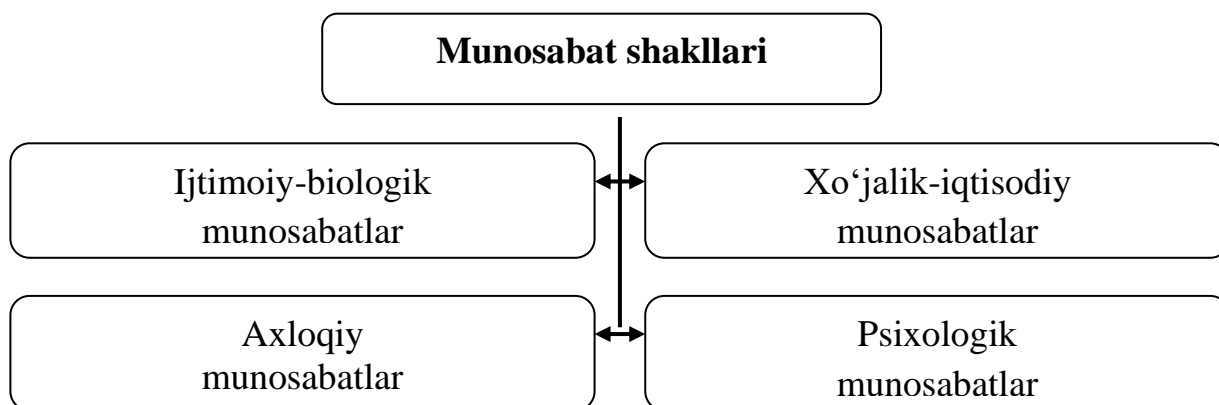 Munosabat shakllari
Ijtimoiy-biologik
munosabatlar
Xo‘jalik-iqtisodiy
munosabatlar
Axloqiy
munosabatlar
Psixologik
munosabatlar